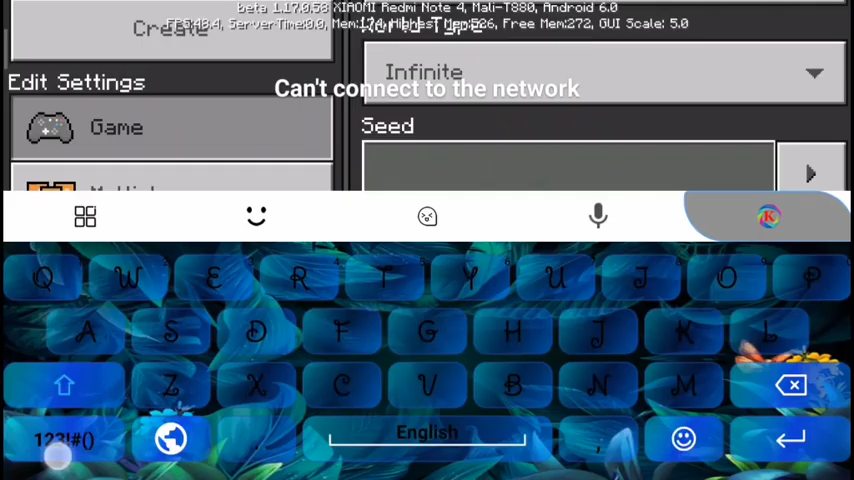 beta 1.17.0.58 XIAOMI Redmi Note 4, Mali-T880, Android 6.0
FPS:48.4, ServerTime:0.0, Mem:174, Highest Mem:526, Free Mem:272, GUI Scale: 5.0
Create
World Type
Edit Settings
Infinite
Can't connect to the network
Game
Seed
K
Q W E R T Y U I O P
A S D F G H J K L
Z X C V B N M
123!#() English ,